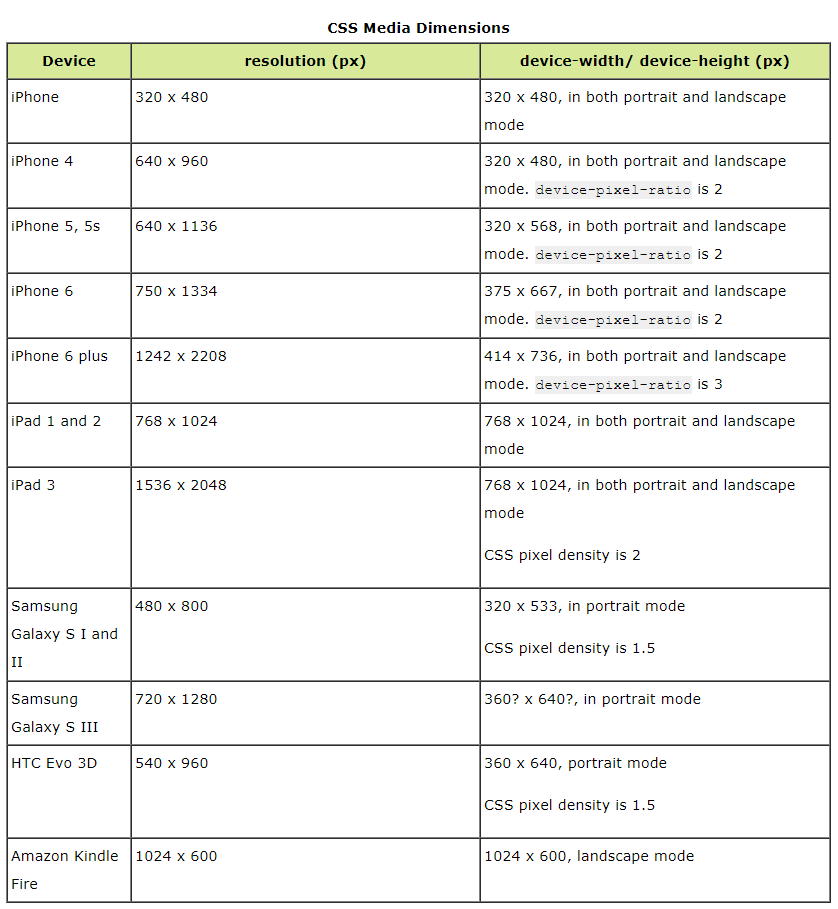 CSS Media Dimensions
Device resolution (px) device-width/ device-height (px)
iPhone 320 x 480 320 x 480, in both portrait and landscape
mode
iPhone 4 640 x 960 320 x 480, in both portrait and landscape
mode. device-pixel-ratio is 2
iPhone 5, 5s 640 x 1136 320 x 568, in both portrait and landscape
mode. device-pixel-ratio is 2
iPhone 6 750 x 1334 375 x 667, in both portrait and landscape
mode. device-pixel-ratio is 2
iPhone 6 plus 1242 x 2208 414 x 736, in both portrait and landscape
mode. device-pixel-ratio is 3
iPad 1 and 2 768 x 1024 768 x 1024, in both portrait and landscape
mode
iPad 3 1536 x 2048 768 x 1024, in both portrait and landscape
mode
CSS pixel density is 2
Samsung 480 x 800 320 x 533, in portrait mode
Galaxy S I and
CSS pixel density is 1.5
II
Samsung 720 x 1280 360? x 640?, in portrait mode
Galaxy S III
HTC Evo 3D 540 x 960 360 x 640, portrait mode
CSS pixel density is 1.5
Amazon Kindle 1024 x 600 1024 x 600, landscape mode
Fire